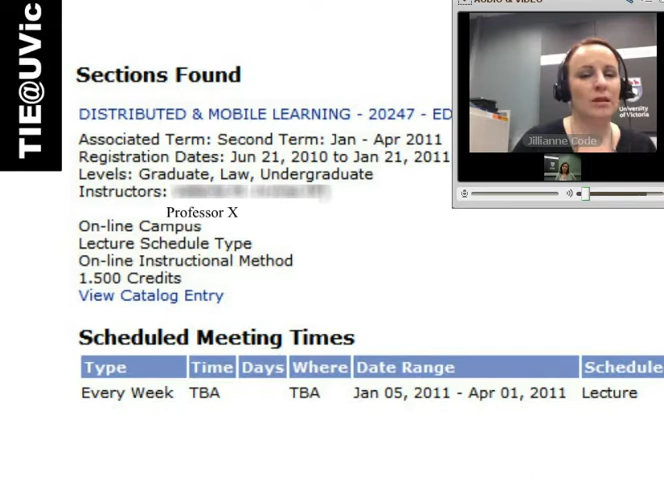 TIE@UVic
AUDIO & VIDEO
University
of Victoria
Jillianne Code
Sections Found
DISTRIBUTED & MOBILE LEARNING - 20247 - ED
Associated Term: Second Term: Jan - Apr 2011
Registration Dates: Jun 21, 2010 to Jan 21, 2011
Levels: Graduate, Law, Undergraduate
Instructors:
Professor X
On-line Campus
Lecture Schedule Type
On-line Instructional Method
1.500 Credits
View Catalog Entry
Scheduled Meeting Times
Type Time Days Where Date Range Schedule
Every Week TBA TBA Jan 05, 2011 - Apr 01, 2011 Lecture